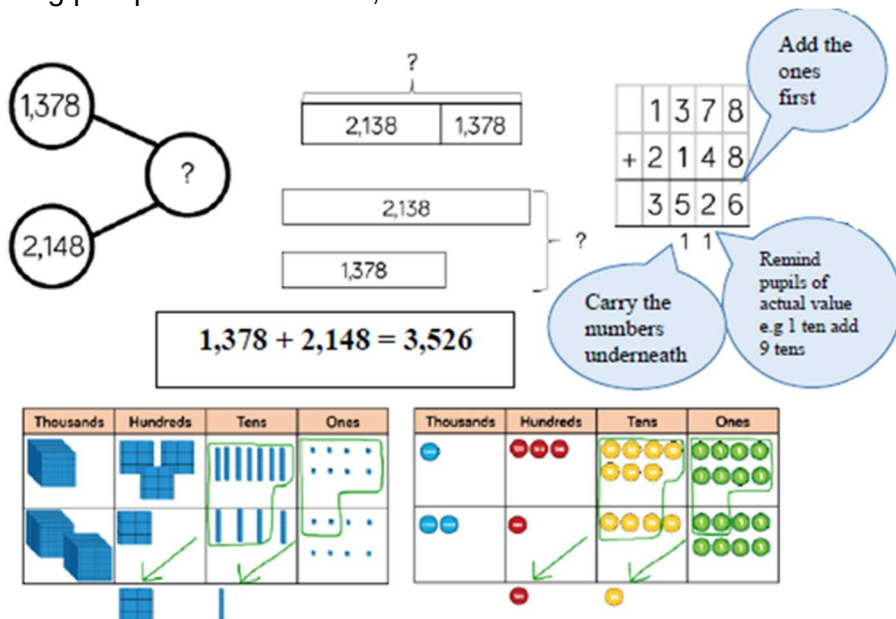 1,378
?
2,148
?
2,138 1,378
2,138
1,378
?
1 3 7 8
+ 2 1 4 8
3 5 2 6
1 1
Add the
ones
first
Carry the
numbers
underneath
Remind
pupils of
actual value
e.g 1 ten add
9 tens
1,378 + 2,148 = 3,526
Thousands Hundreds Tens Ones
Thousands Hundreds Tens Ones